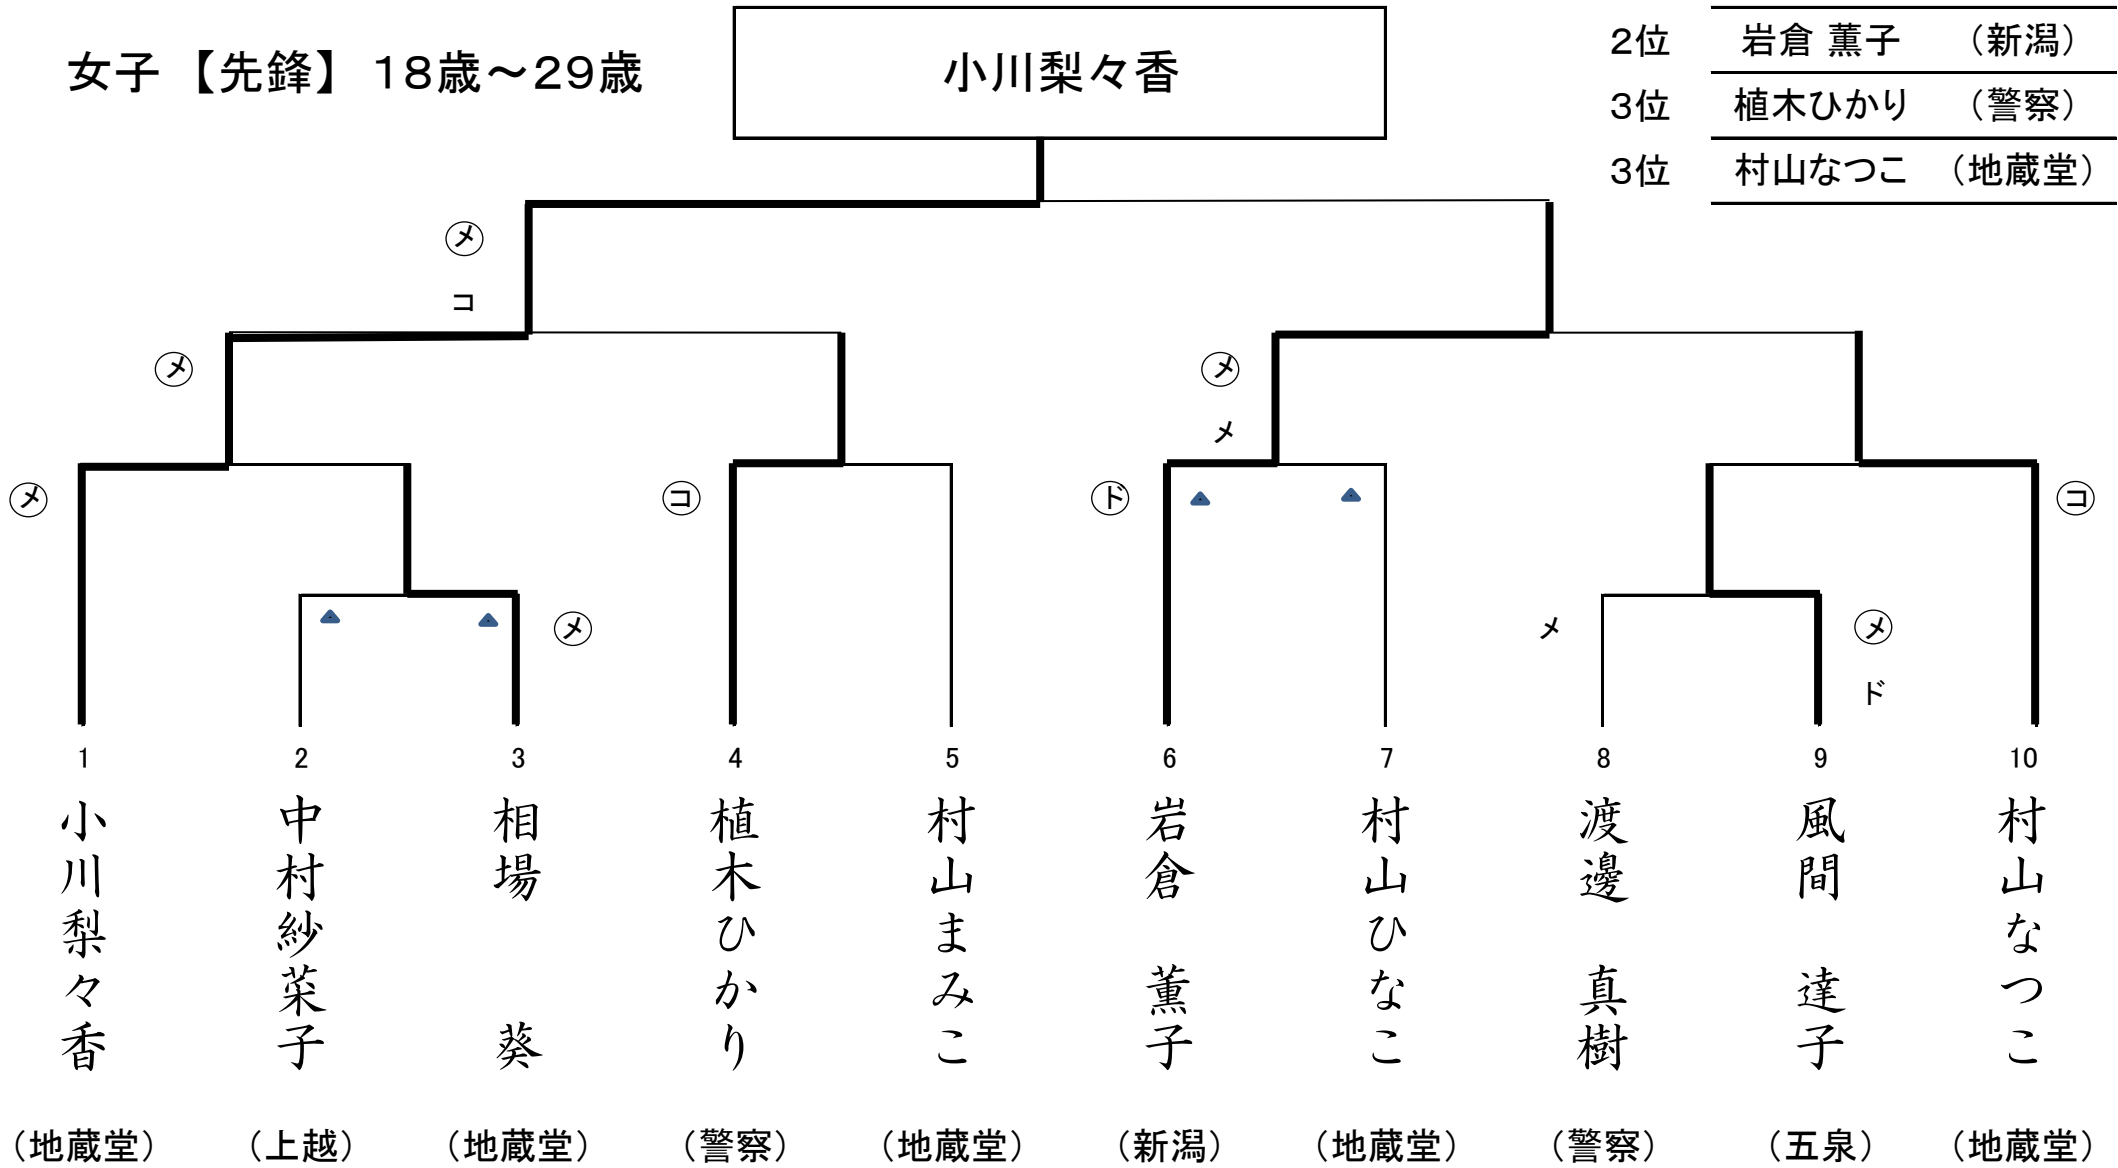 女子【先鋒】18歳～29歳
小川梨々香
2位 岩倉 薫子 （新潟）
3位 植木ひかり （警察）
3位 村山なつこ （地蔵堂）
メ
コ
メ
メ
メ
メ
コ
ド
コ
メ
メ
メ
ド
1 2 3 4 5 6 7 8 9 10
小川梨々香
中村紗菜子
相場 葵
植木ひかり
村山まみこ
岩倉 薫子
村山ひなこ
渡邊 真樹
風間 達子
村山なつこ
（地蔵堂） （上越） （地蔵堂） （警察） （地蔵堂） （新潟） （地蔵堂） （警察） （五泉） （地蔵堂）